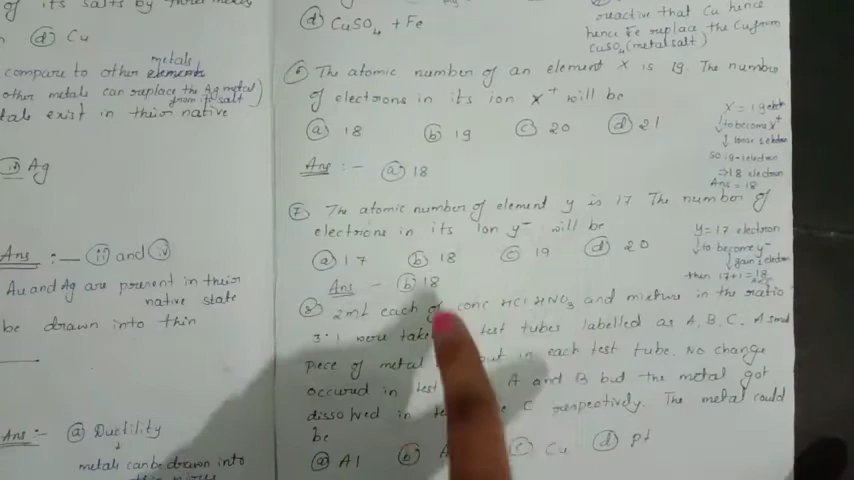 of its salts by
(d) Cu
compare to other metals elements
other metals can replace the Ag metal
from its salt)
metals exist in their native
(ii) Ag
Ans :— (ii) and (iv)
Au and Ag are present in their
native state
be drawn into thin
Ans :- (a) Ductility
metals can be drawn into
(d) CuSO4 + Fe
reactive that Cu hence
hence Fe replace the Cu from
CuSO4 (metal salt)
(6) The atomic number of an element X is 19. The number
of electrons in its ion X+ will be
(a) 18 (b) 19 (c) 20 (d) 21
Ans :- (a) 18
X = 19
to become X+
loose
so 19-1 electron
⇒ 18 electron
Ans = 18
(7) The atomic number of element y is 17 The number of
electrons in its ion y- will be
(a) 17 (b) 18 (c) 19 (d) 20
Ans - (b) 18
y = 17 electron
to become y-
gain 1 electron
then 17+1 = 18
(8) 2mL each of conc HCl HNO3 and mixture in the ratio
3:1 were test tubes labelled as A, B, C. A small
piece of metal put in each test tube. No change
occured in test A and B but the metal got
dissolved in C respectively. The metal could
be
(a) Al (b) (c) Cu (d) Pt